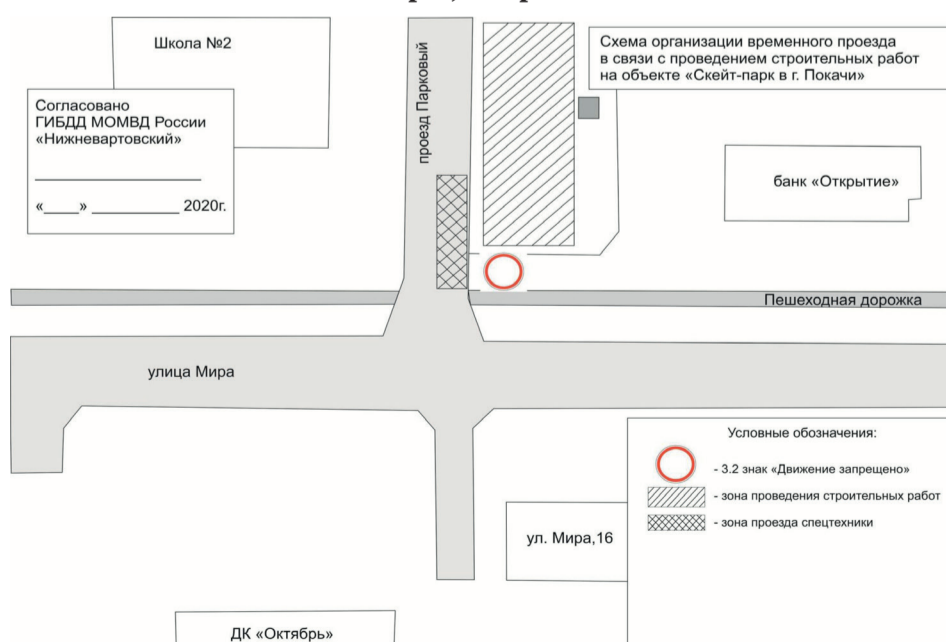 Школа №2
Схема организации временного проезда
в связи с проведением строительных работ
на объекте «Скейт-парк в г. Покачи»
Согласовано
ГИБДД МОМВД России
«Нижневартовский»
«____» __________ 2020г.
проезд Парковый
банк «Открытие»
Пешеходная дорожка
улица Мира
Условные обозначения:
- 3.2 знак «Движение запрещено»
- зона проведения строительных работ
- зона проезда спецтехники
ул. Мира,16
ДК «Октябрь»